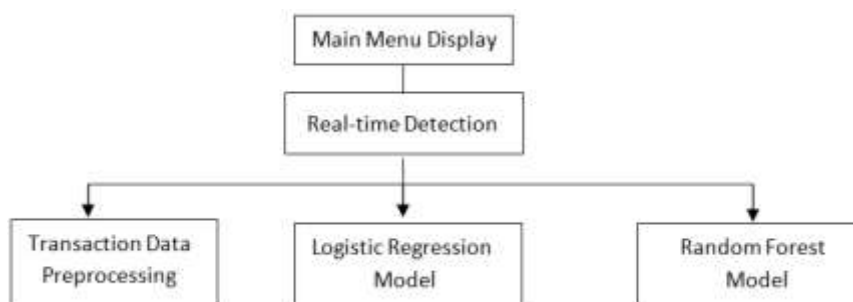 Main Menu Display
Real-time Detection
Transaction Data
Preprocessing
Logistic Regression
Model
Random Forest
Model